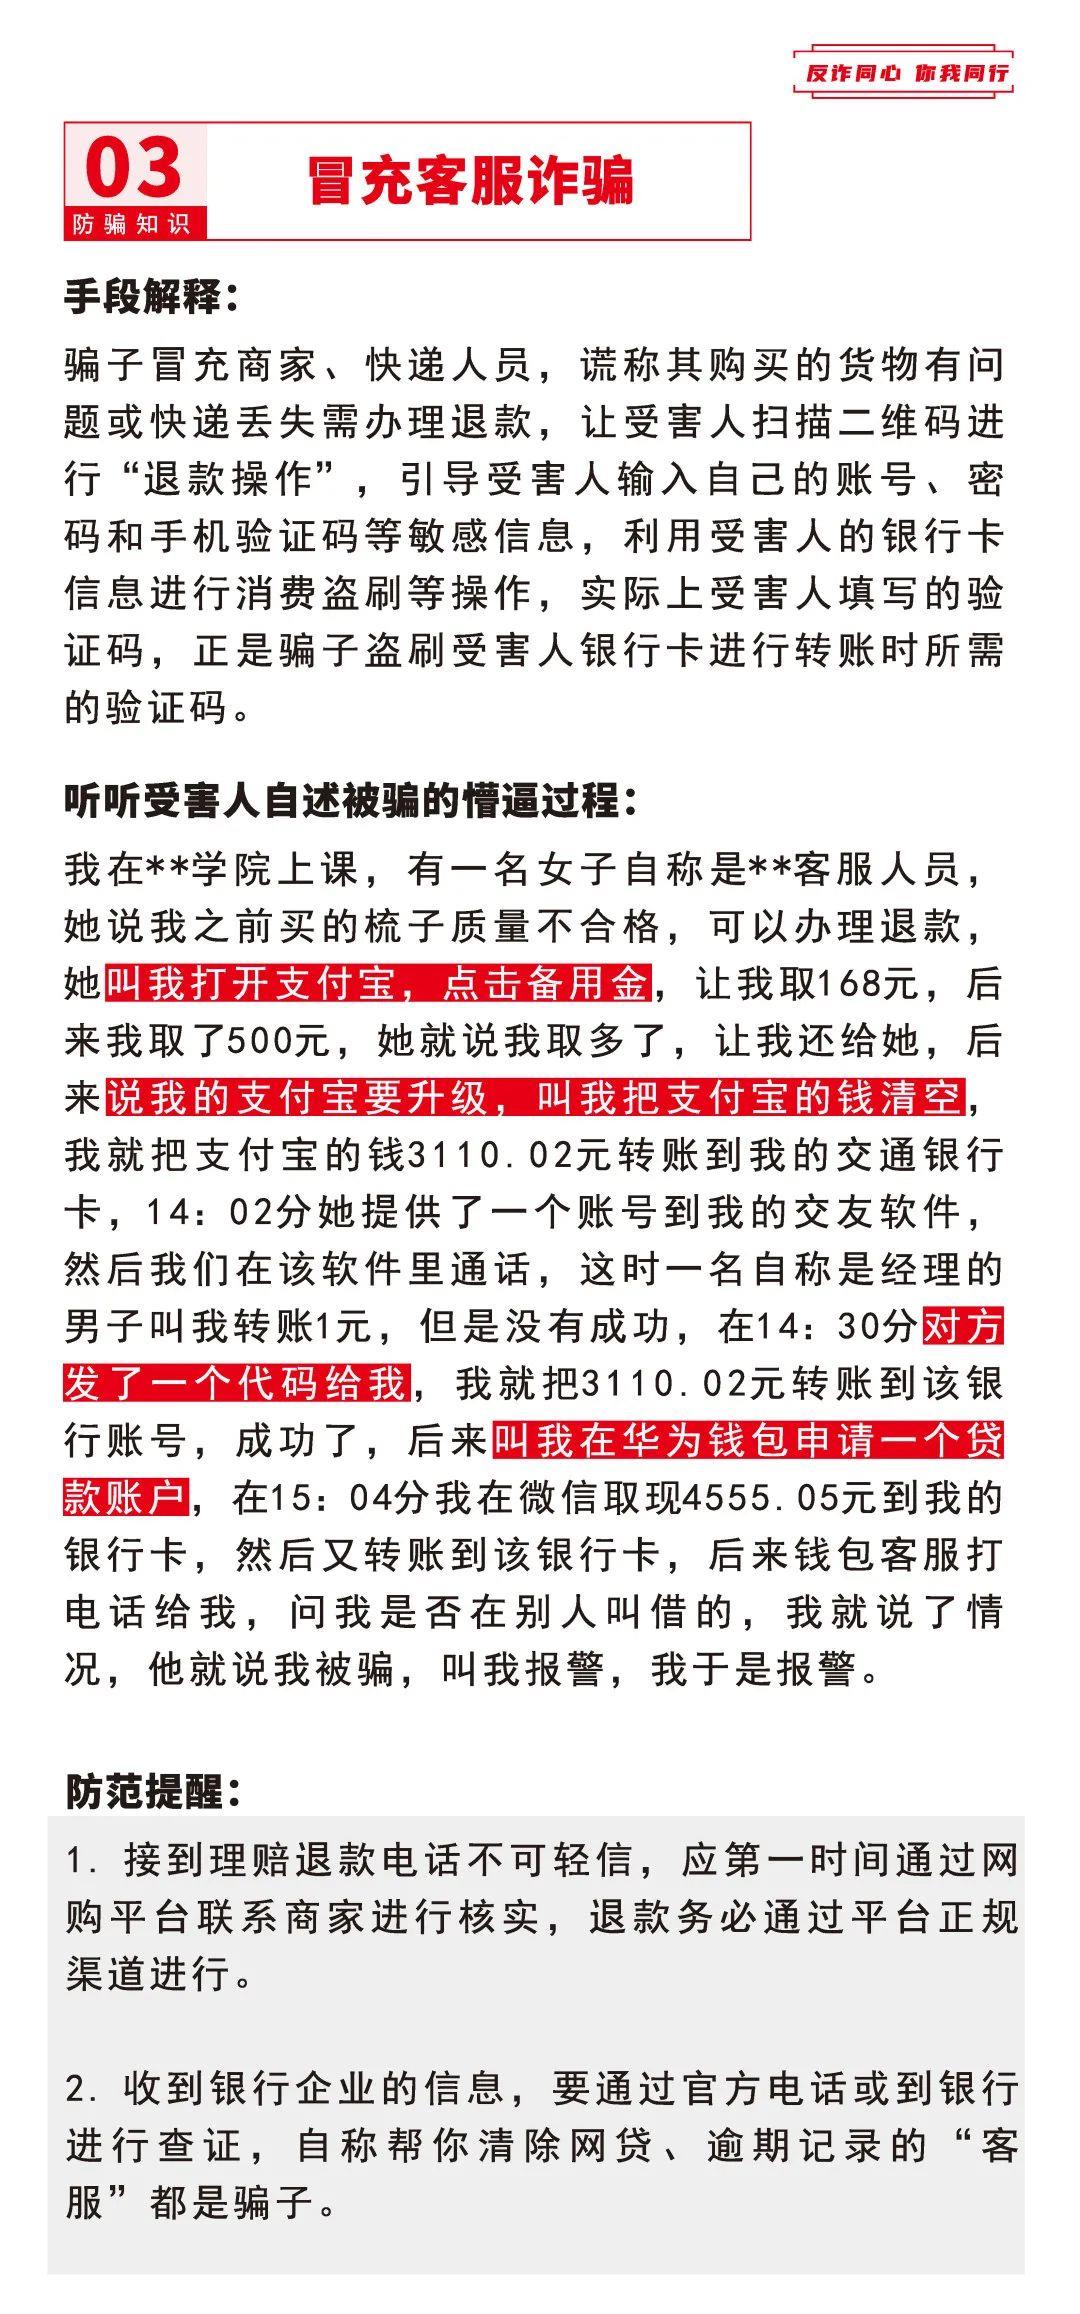 反诈同心 你我同行
03
防骗知识
冒充客服诈骗
手段解释：
骗子冒充商家、快递人员，谎称其购买的货物有问
题或快递丢失需办理退款，让受害人扫描二维码进
行“退款操作”，引导受害人输入自己的账号、密
码和手机验证码等敏感信息，利用受害人的银行卡
信息进行消费盗刷等操作，实际上受害人填写的验
证码，正是骗子盗刷受害人银行卡进行转账时所需
的验证码。
听听受害人自述被骗的懵逼过程：
我在**学院上课，有一名女子自称是**客服人员，
她说我之前买的梳子质量不合格，可以办理退款，
她叫我打开支付宝，点击备用金，让我取168元，后
来我取了500元，她就说我取多了，让我还给她，后
来说我的支付宝要升级，叫我把支付宝的钱清空，
我就把支付宝的钱3110.02元转账到我的交通银行
卡，14：02分她提供了一个账号到我的交友软件，
然后我们在该软件里通话，这时一名自称是经理的
男子叫我转账1元，但是没有成功，在14：30分对方
发了一个代码给我，我就把3110.02元转账到该银
行账号，成功了，后来叫我在华为钱包申请一个贷
款账户，在15：04分我在微信取现4555.05元到我的
银行卡，然后又转账到该银行卡，后来钱包客服打
电话给我，问我是否在别人叫借的，我就说了情
况，他就说我被骗，叫我报警，我于是报警。
防范提醒：
1. 接到理赔退款电话不可轻信，应第一时间通过网
购平台联系商家进行核实，退款务必通过平台正规
渠道进行。
2. 收到银行企业的信息，要通过官方电话或到银行
进行查证，自称帮你清除网贷、逾期记录的“客
服”都是骗子。